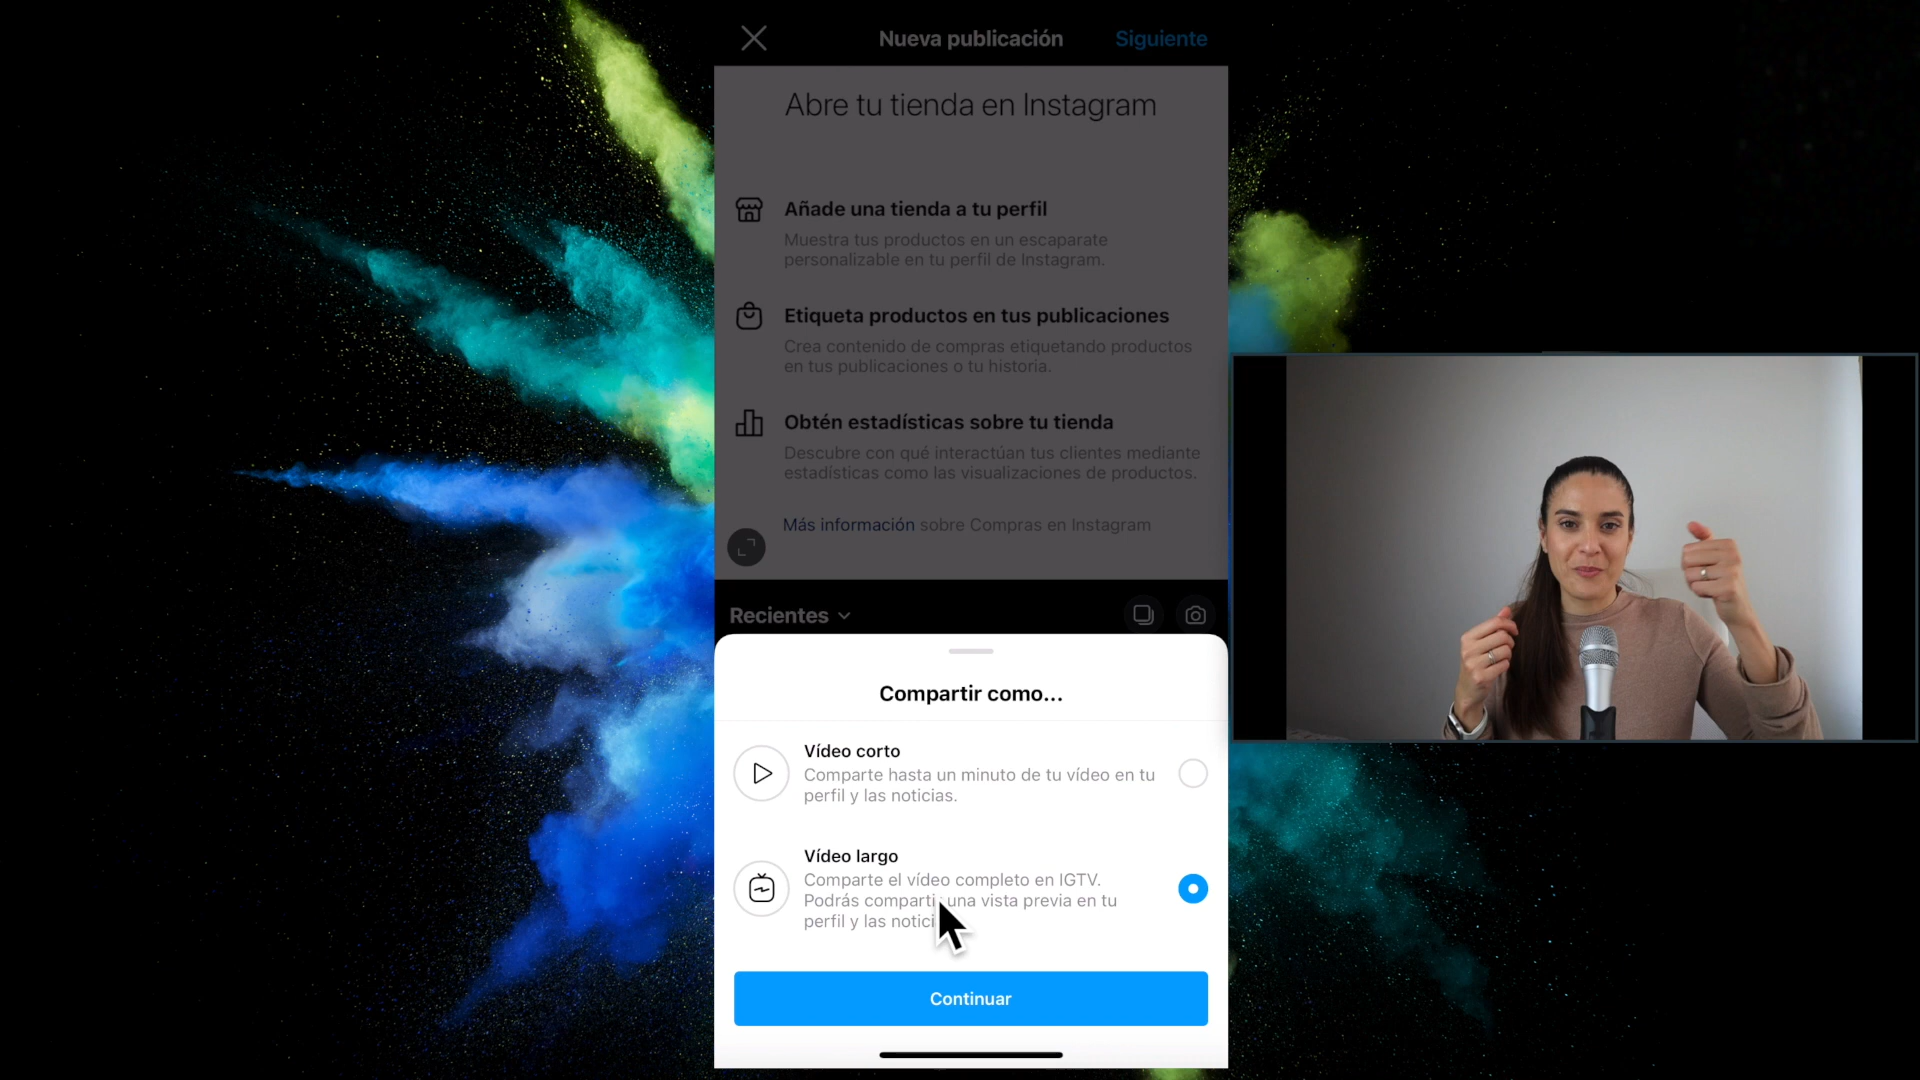 Nueva publicación
Siguiente
Abre tu tienda en Instagram
Añade una tienda a tu perfil
Muestra tus productos en un escaparate
personalizable en tu perfil de Instagram.
Etiqueta productos en tus publicaciones
Crea contenido de compras etiquetando productos
en tus publicaciones o tu historia.
Obtén estadísticas sobre tu tienda
Descubre con qué interactúan tus clientes mediante
estadísticas como las visualizaciones de productos.
Más información sobre Compras en Instagram
Recientes
Compartir como...
Vídeo corto
Comparte hasta un minuto de tu vídeo en tu
perfil y las noticias.
Vídeo largo
Comparte el vídeo completo en IGTV.
Podrás compartir una vista previa en tu
perfil y las notici
Continuar